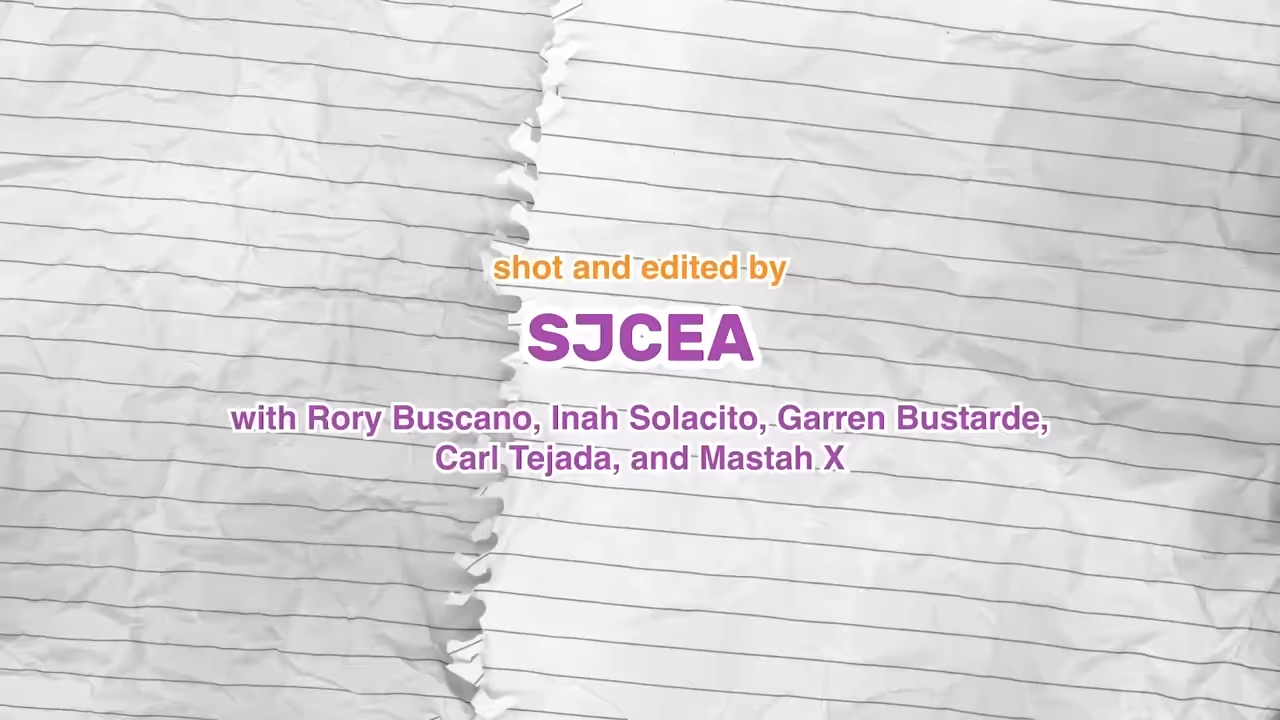 shot and edited by
SJCEA
with Rory Buscano, Inah Solacito, Garren Bustarde,
Carl Tejada, and Mastah X